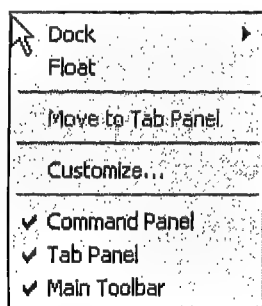 Dock
Float
Move to Tab Panel
Customize...
Command Panel
Tab Panel
Main Toolbar